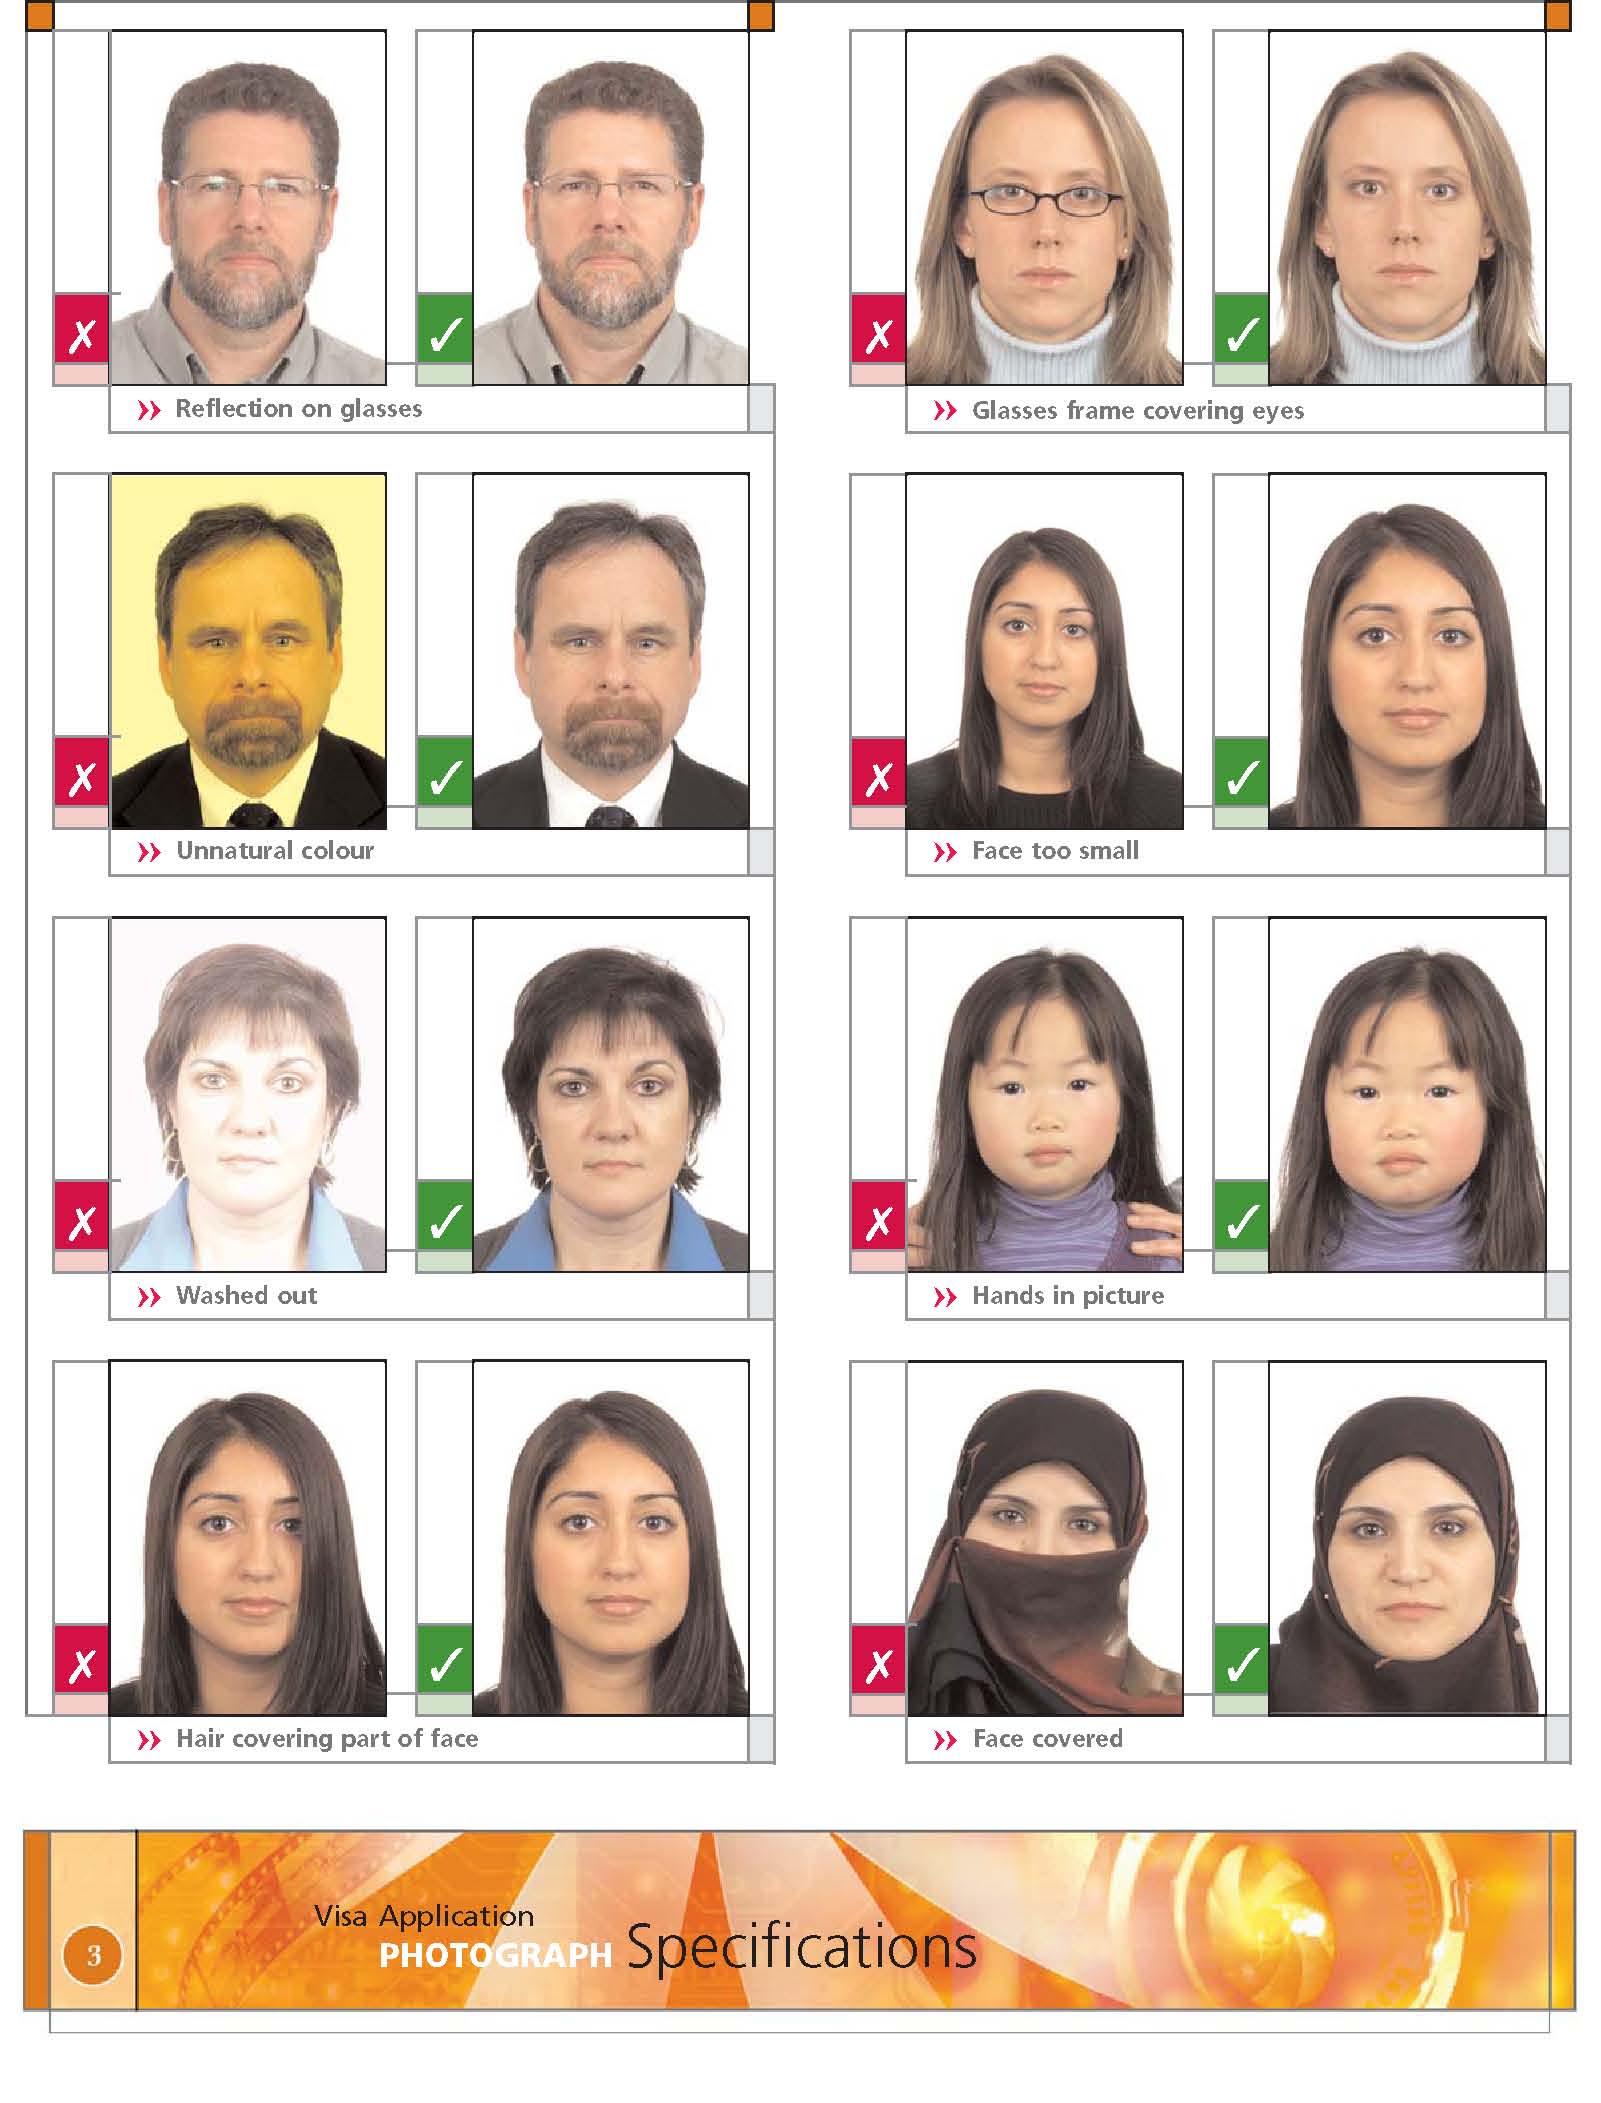 Reflection on glasses
Glasses frame covering eyes
Unnatural colour
Face too small
Washed out
Hands in picture
Hair covering part of face
Face covered
3
Visa Application
PHOTOGRAPH Specifications